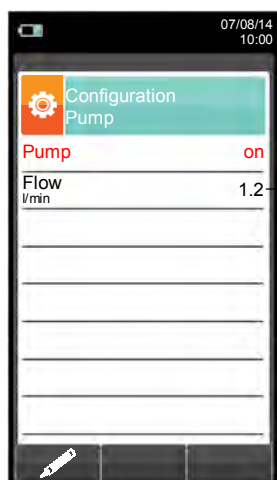 07/08/14
10:00
Configuration
Pump
Pump on
Flow 1.2
l/min